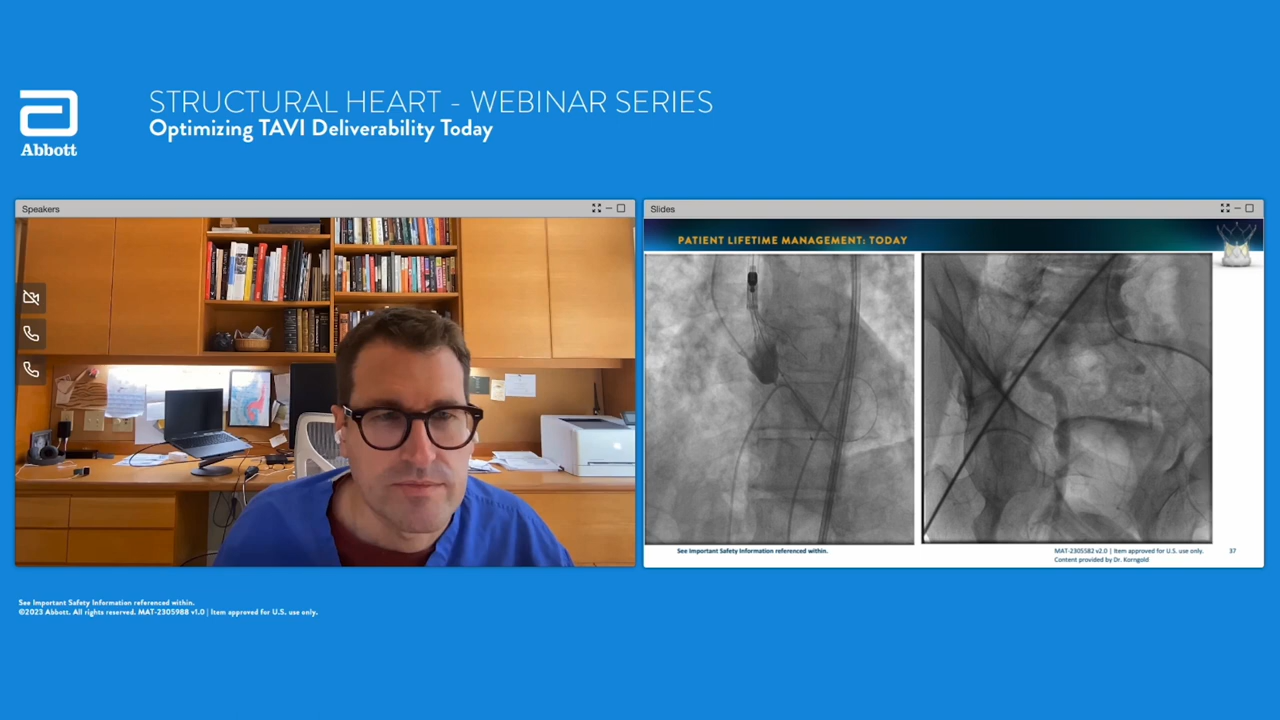 Abbott
STRUCTURAL HEART - WEBINAR SERIES
Optimizing TAVI Deliverability Today
Speakers
Slides
PATIENT LIFETIME MANAGEMENT: TODAY
See Important Safety Information referenced within.
MAT-2305582 v2.0 | Item approved for U.S. use only.
Content provided by Dr. Korngold
37
See Important Safety Information referenced within.
©2023 Abbott. All rights reserved. MAT-2305988 v1.0 | Item approved for U.S. use only.